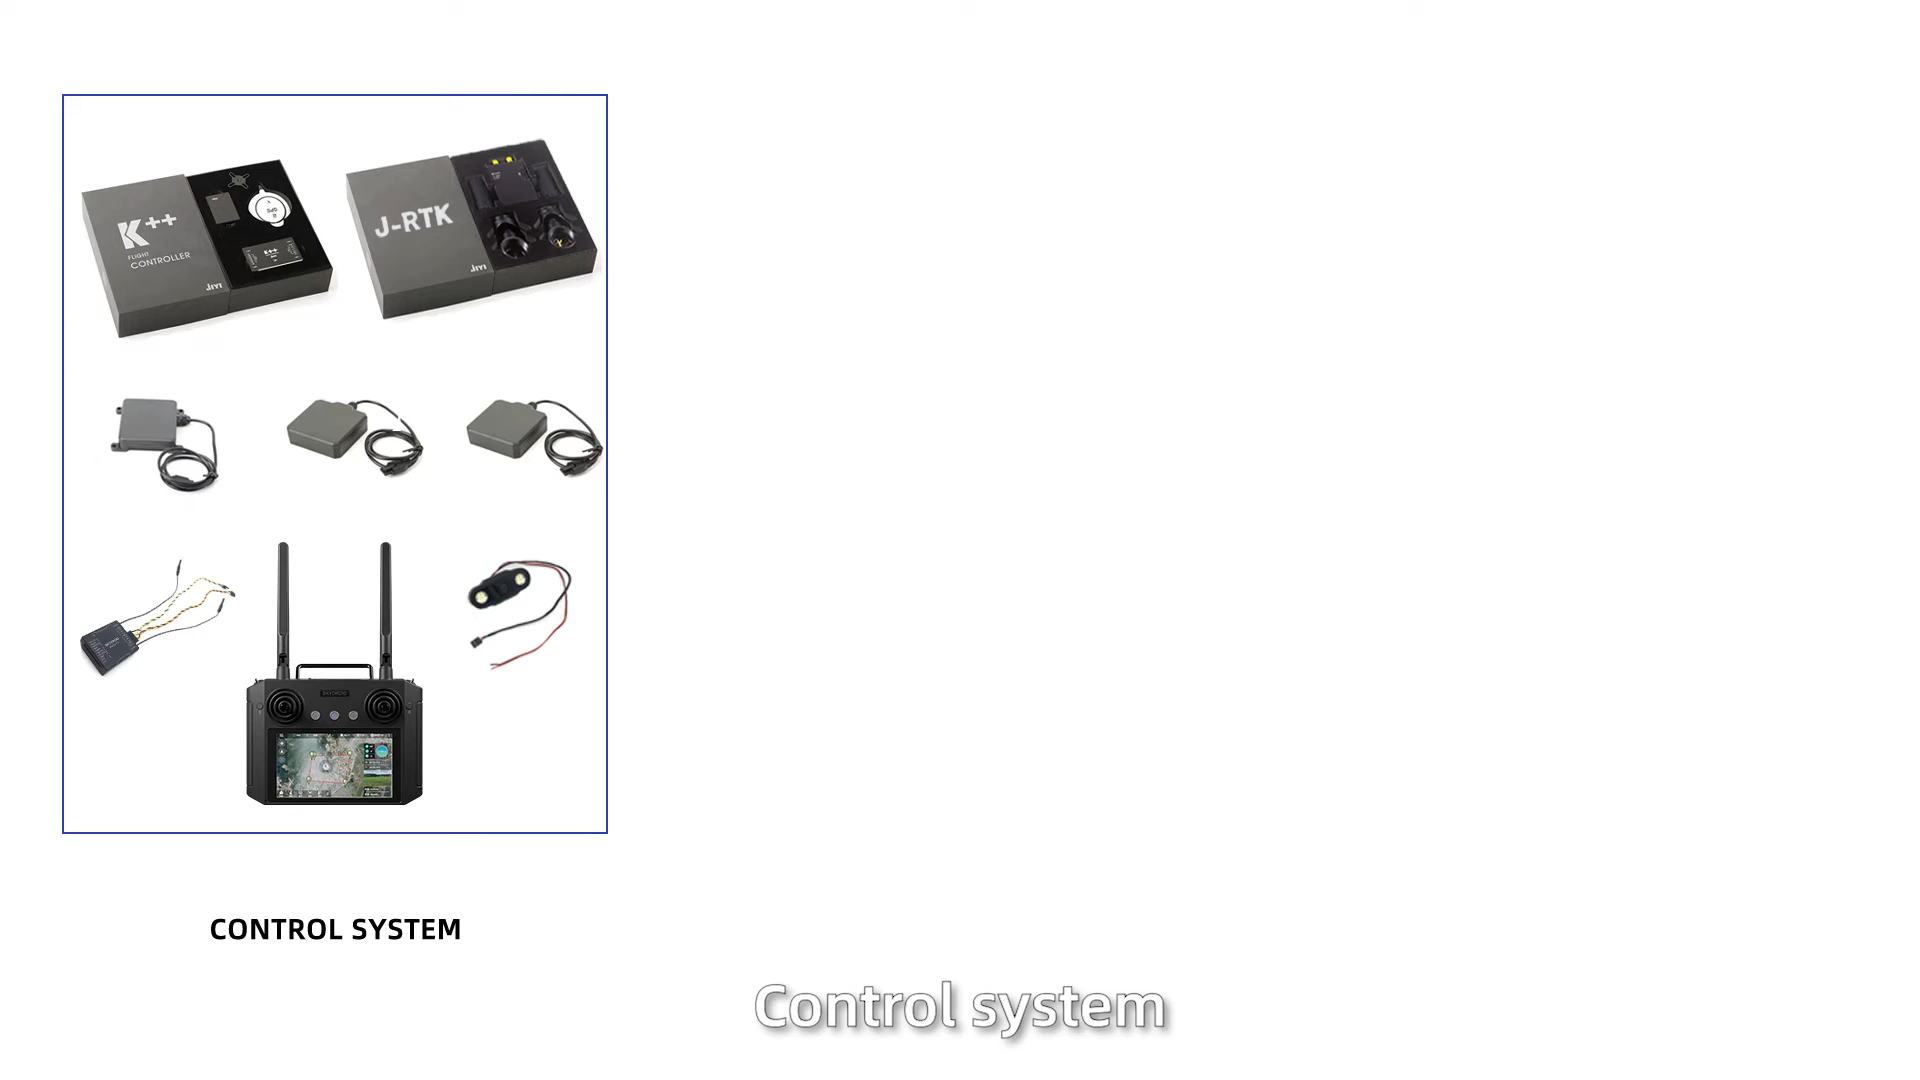 K++
FLIGHT
CONTROLLER
JIYI
J-RTK
JIYI
K++
CONTROL SYSTEM
Control system